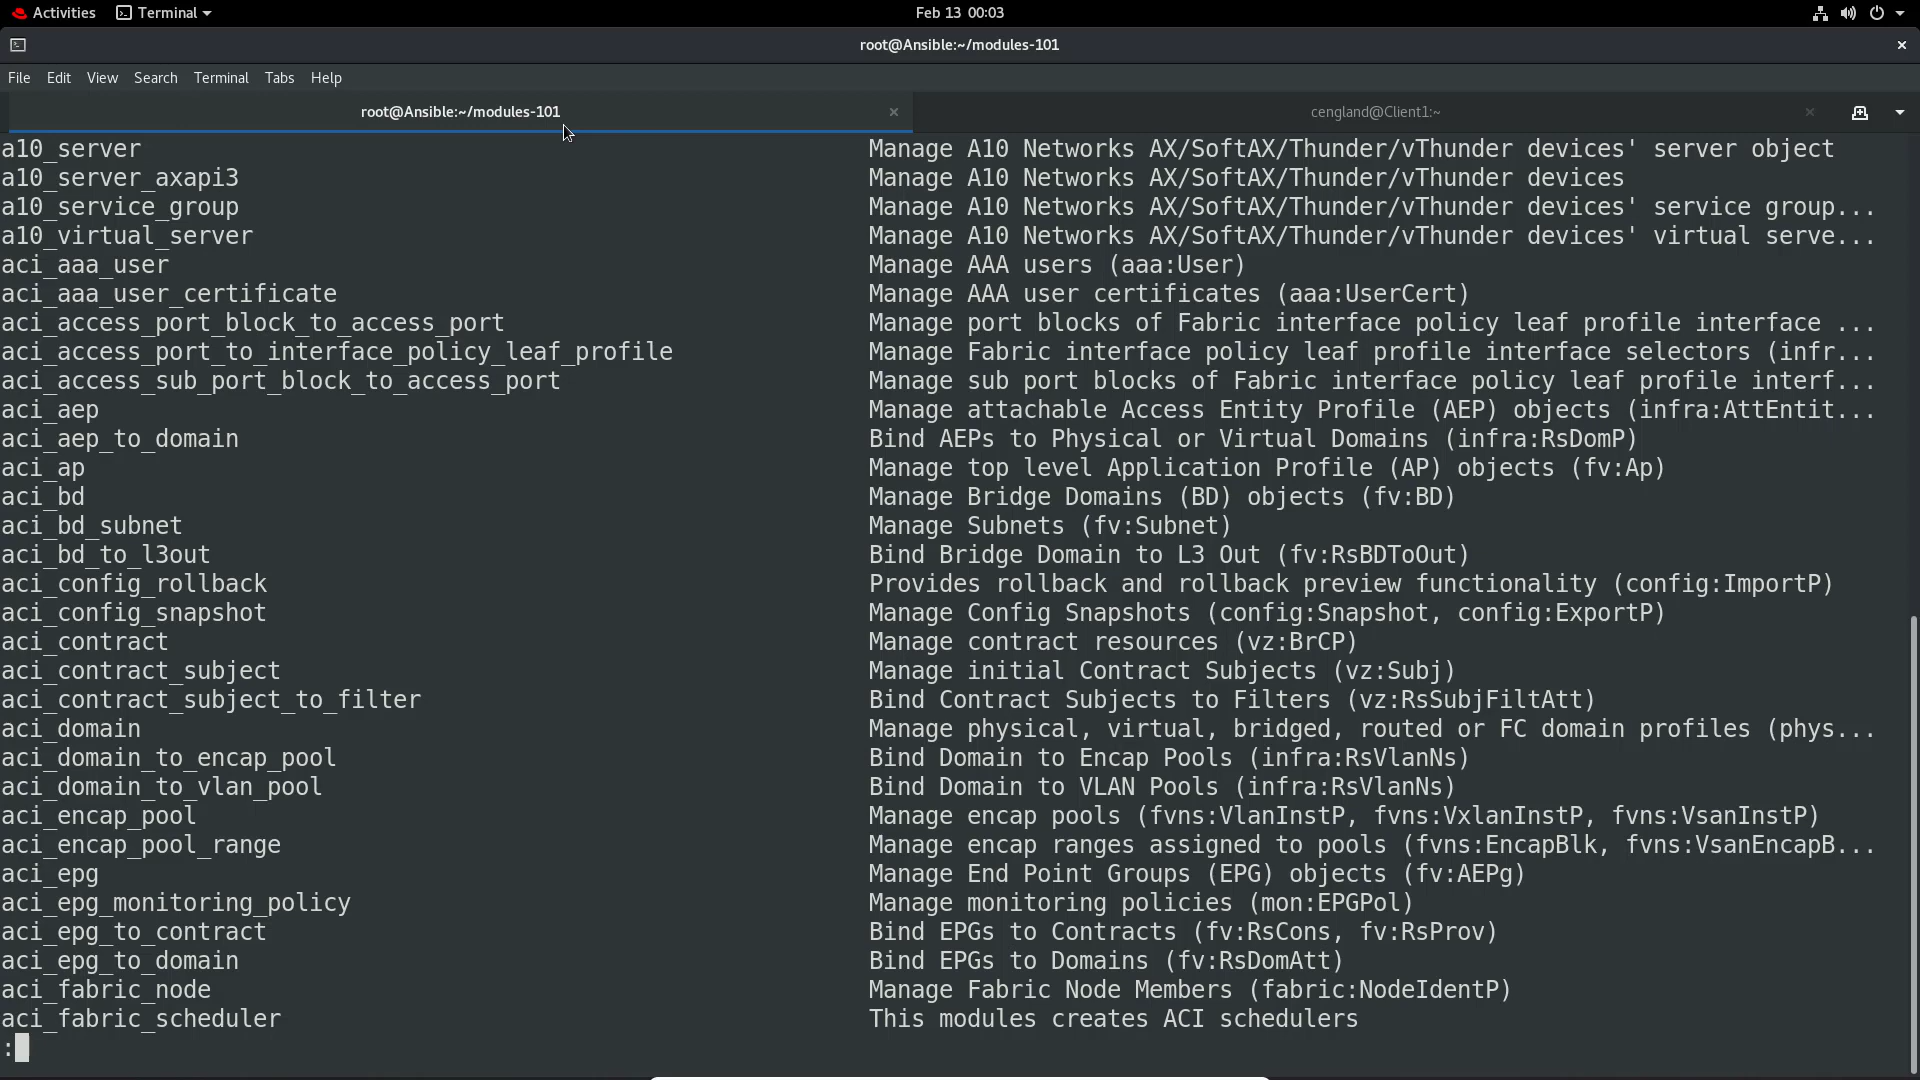 Activities Terminal Feb 13 00:03
root@Ansible:~/modules-101
File Edit View Search Terminal Tabs Help
root@Ansible:~/modules-101 cengland@Client1:~
a10_server Manage A10 Networks AX/SoftAX/Thunder/vThunder devices' server object
a10_server_axapi3 Manage A10 Networks AX/SoftAX/Thunder/vThunder devices
a10_service_group Manage A10 Networks AX/SoftAX/Thunder/vThunder devices' service group...
a10_virtual_server Manage A10 Networks AX/SoftAX/Thunder/vThunder devices' virtual serve...
aci_aaa_user Manage AAA users (aaa:User)
aci_aaa_user_certificate Manage AAA user certificates (aaa:UserCert)
aci_access_port_block_to_access_port Manage port blocks of Fabric interface policy leaf profile interface ...
aci_access_port_to_interface_policy_leaf_profile Manage Fabric interface policy leaf profile interface selectors (infr...
aci_access_sub_port_block_to_access_port Manage sub port blocks of Fabric interface policy leaf profile interf...
aci_aep Manage attachable Access Entity Profile (AEP) objects (infra:AttEntit...
aci_aep_to_domain Bind AEPs to Physical or Virtual Domains (infra:RsDomP)
aci_ap Manage top level Application Profile (AP) objects (fv:Ap)
aci_bd Manage Bridge Domains (BD) objects (fv:BD)
aci_bd_subnet Manage Subnets (fv:Subnet)
aci_bd_to_l3out Bind Bridge Domain to L3 Out (fv:RsBDToOut)
aci_config_rollback Provides rollback and rollback preview functionality (config:ImportP)
aci_config_snapshot Manage Config Snapshots (config:Snapshot, config:ExportP)
aci_contract Manage contract resources (vz:BrCP)
aci_contract_subject Manage initial Contract Subjects (vz:Subj)
aci_contract_subject_to_filter Bind Contract Subjects to Filters (vz:RsSubjFiltAtt)
aci_domain Manage physical, virtual, bridged, routed or FC domain profiles (phys...
aci_domain_to_encap_pool Bind Domain to Encap Pools (infra:RsVlanNs)
aci_domain_to_vlan_pool Bind Domain to VLAN Pools (infra:RsVlanNs)
aci_encap_pool Manage encap pools (fvns:VlanInstP, fvns:VxlanInstP, fvns:VsanInstP)
aci_encap_pool_range Manage encap ranges assigned to pools (fvns:EncapBlk, fvns:VsanEncapB...
aci_epg Manage End Point Groups (EPG) objects (fv:AEPg)
aci_epg_monitoring_policy Manage monitoring policies (mon:EPGPol)
aci_epg_to_contract Bind EPGs to Contracts (fv:RsCons, fv:RsProv)
aci_epg_to_domain Bind EPGs to Domains (fv:RsDomAtt)
aci_fabric_node Manage Fabric Node Members (fabric:NodeIdentP)
aci_fabric_scheduler This modules creates ACI schedulers
: